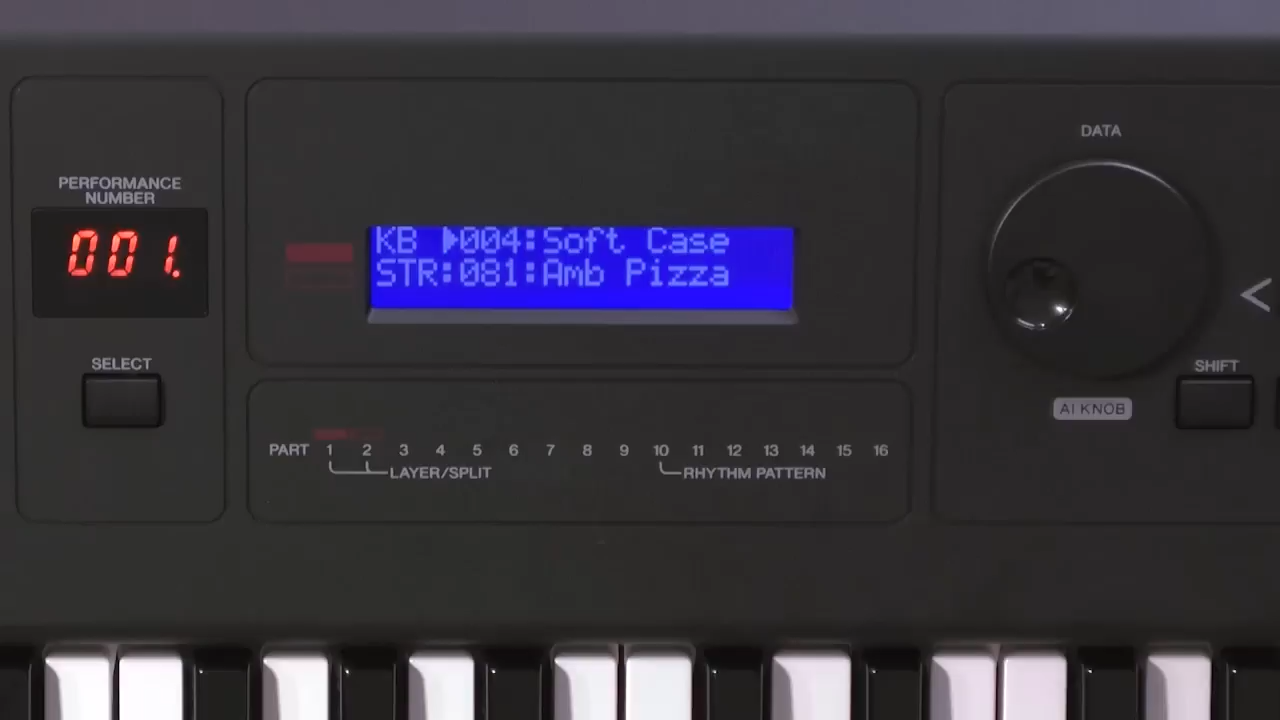 PERFORMANCE
NUMBER
001.
SELECT
KB ▶004:Soft Case
STR:081:Amb Pizza
PART 1 2 3 4 5 6 7 8 9 10 11 12 13 14 15 16
LAYER/SPLIT
RHYTHM PATTERN
DATA
AI KNOB
SHIFT
<